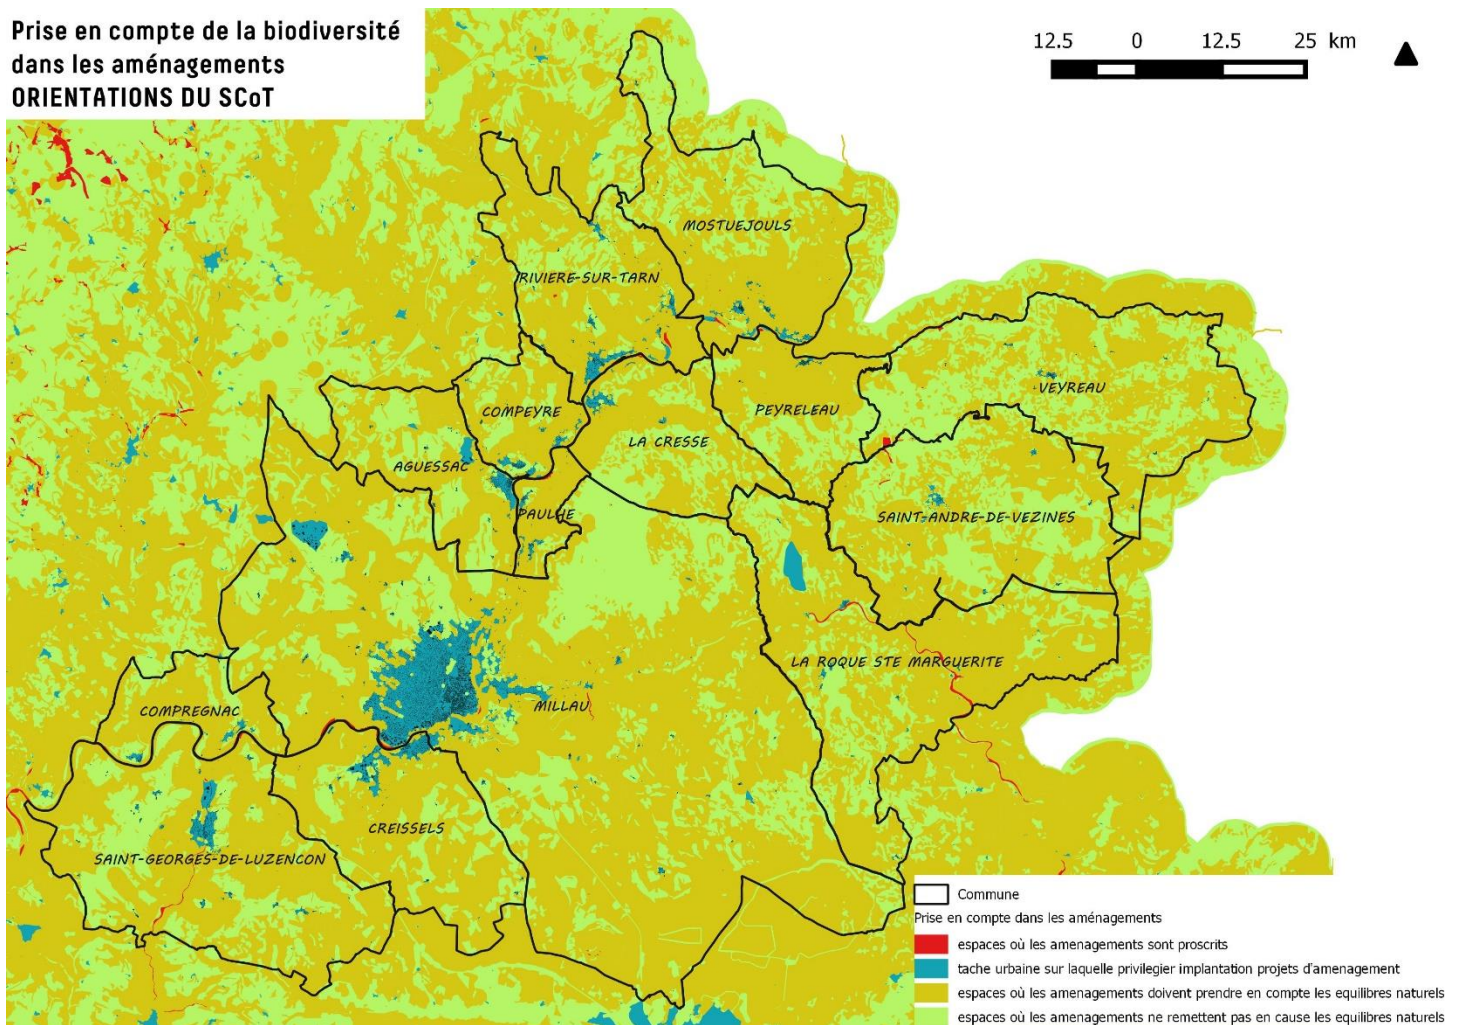 Prise en compte de la biodiversité
dans les aménagements
ORIENTATIONS DU SCoT
12.5 0 12.5 25 km
MOSTUEJOULS
RIVIERE-SUR-TARN
VEYREAU
COMPEYRE
PEYRELEAU
LA CRESSE
AGUESSAC
PAULHE
SAINT-ANDRE-DE-VEZINES
LA ROQUE STE MARGUERITE
MILLAU
COMPREGNAC
CREISSELS
SAINT-GEORGES-DE-LUZENCON
Commune
Prise en compte dans les aménagements
espaces où les amenagements sont proscrits
tache urbaine sur laquelle privilegier implantation projets d'amenagement
espaces où les amenagements doivent prendre en compte les equilibres naturels
espaces où les amenagements ne remettent pas en cause les equilibres naturels